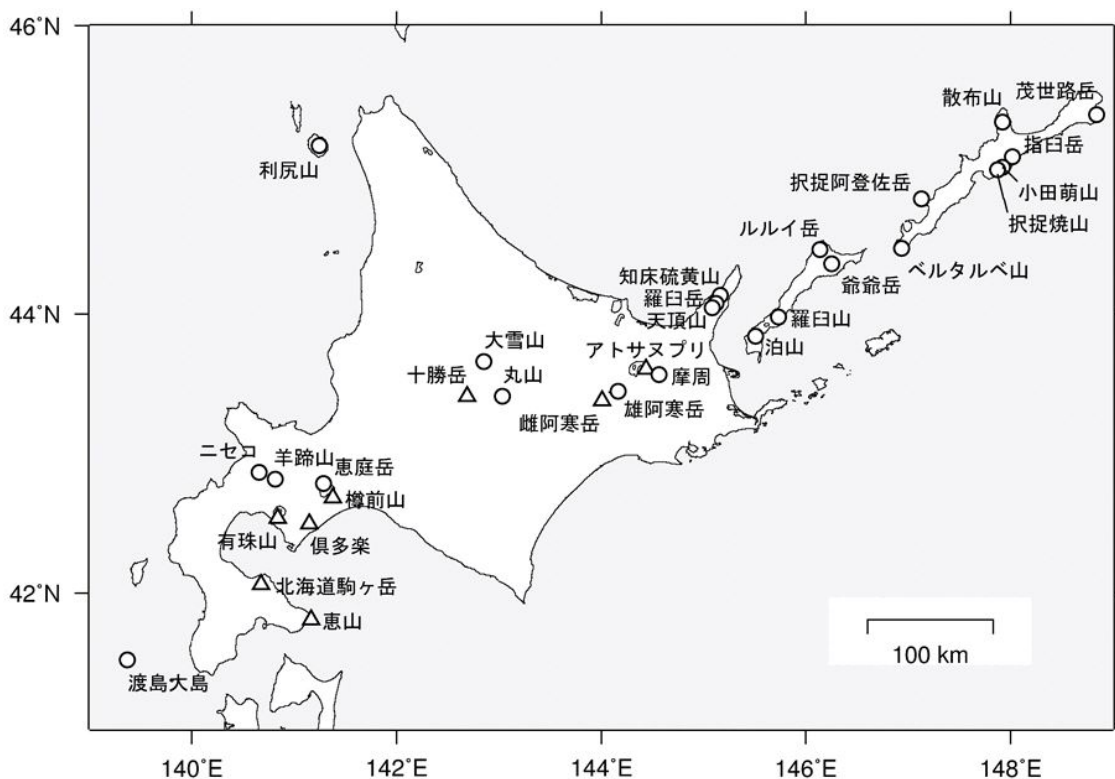 46°N
茂世路岳
散布山
指臼岳
利尻山
小田萌山
択捉阿登佐岳
択捉焼山
ルルイ岳
ベルタルベ山
知床硫黄山
爺爺岳
羅臼岳
44°N
天頂山
羅臼山
大雪山
アトサヌプリ
泊山
十勝岳
丸山
摩周
雌阿寒岳
雄阿寒岳
ニセコ
羊蹄山
恵庭岳
樽前山
有珠山
倶多楽
42°N
北海道駒ヶ岳
恵山
100 km
渡島大島
140°E
142°E
144°E
146°E
148°E